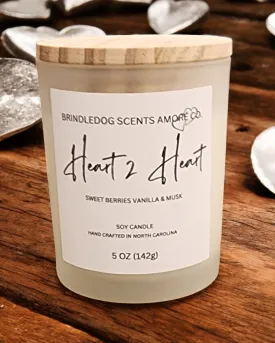 BRINDLEDOG SCENTS AMORE CO.
Heart 2 Heart
SWEET BERRIES VANILLA & MUSK
SOY CANDLE
HAND CRAFTED IN NORTH CAROLINA
5 OZ (142g)